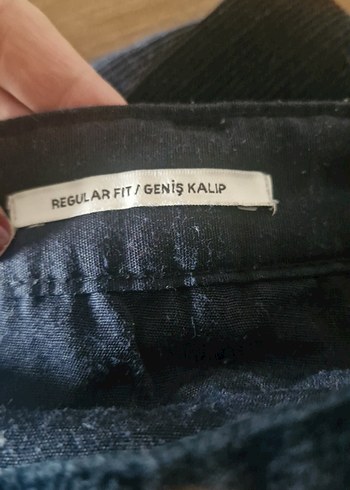 REGULAR FIT / GENİŞ KALIP